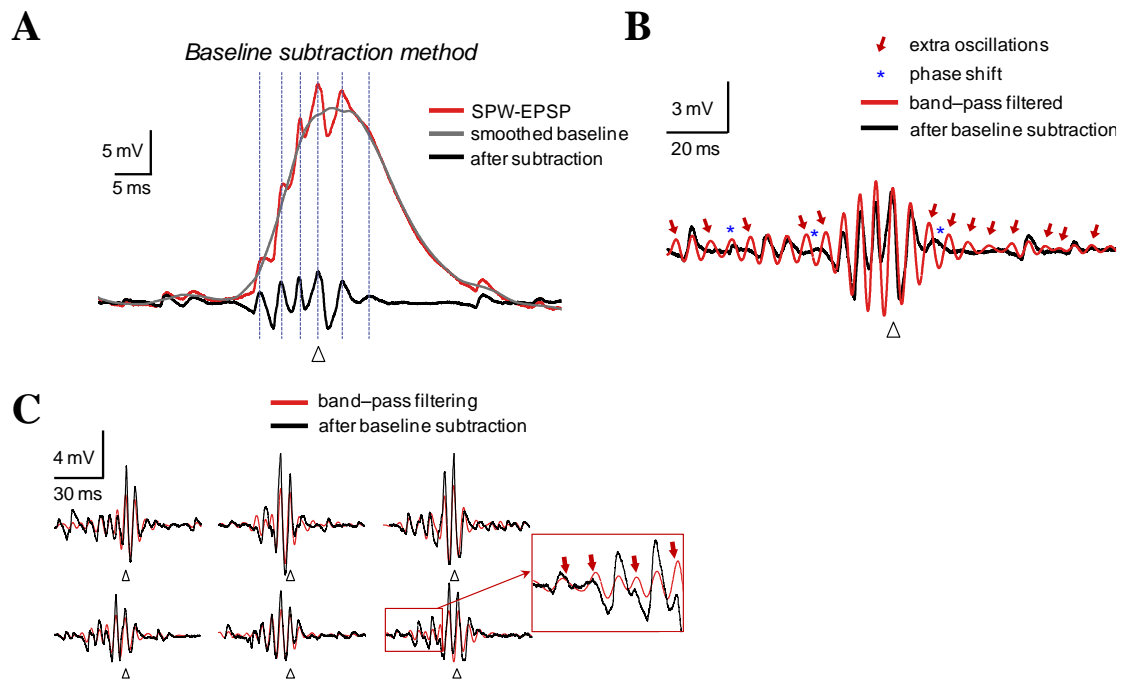 A
Baseline subtraction method
SPW-EPSP
smoothed baseline
after subtraction
5 mV
5 ms
B
extra oscillations
* phase shift
band–pass filtered
after baseline subtraction
3 mV
20 ms
*
*
*
C
band–pass filtering
after baseline subtraction
4 mV
30 ms